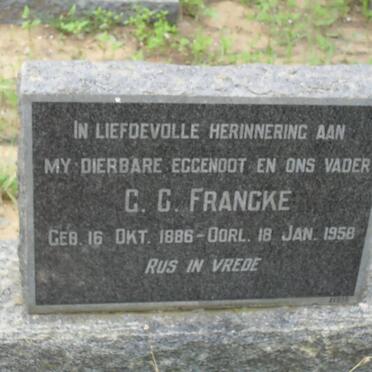 IN LIEFDEVOLLE HERINNERING AAN
MY DIERBARE EGGENOOT EN ONS VADER
C. C. FRANCKE
GEB. 16 OKT. 1886 - OORL. 18 JAN. 1958
RUS IN VREDE